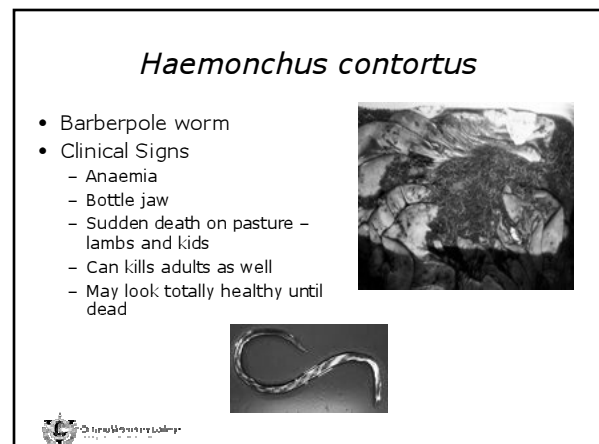 Haemonchus contortus
• Barberpole worm
• Clinical Signs
– Anaemia
– Bottle jaw
– Sudden death on pasture –
lambs and kids
– Can kills adults as well
– May look totally healthy until
dead